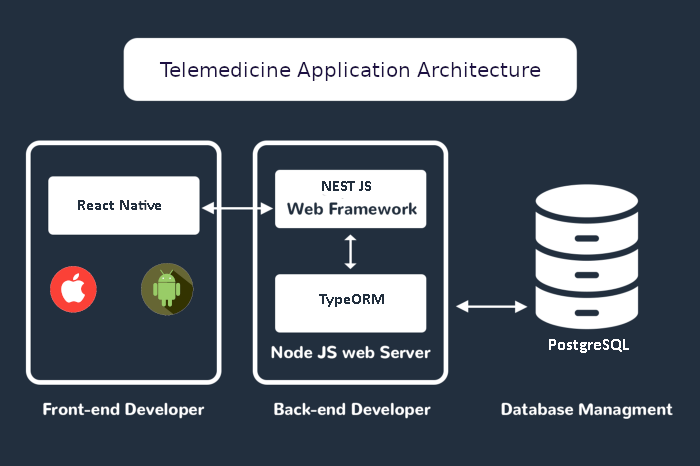 Telemedicine Application Architecture
React Native
NEST JS
Web Framework
TypeORM
Node JS web Server
PostgreSQL
Front-end Developer
Back-end Developer
Database Managment